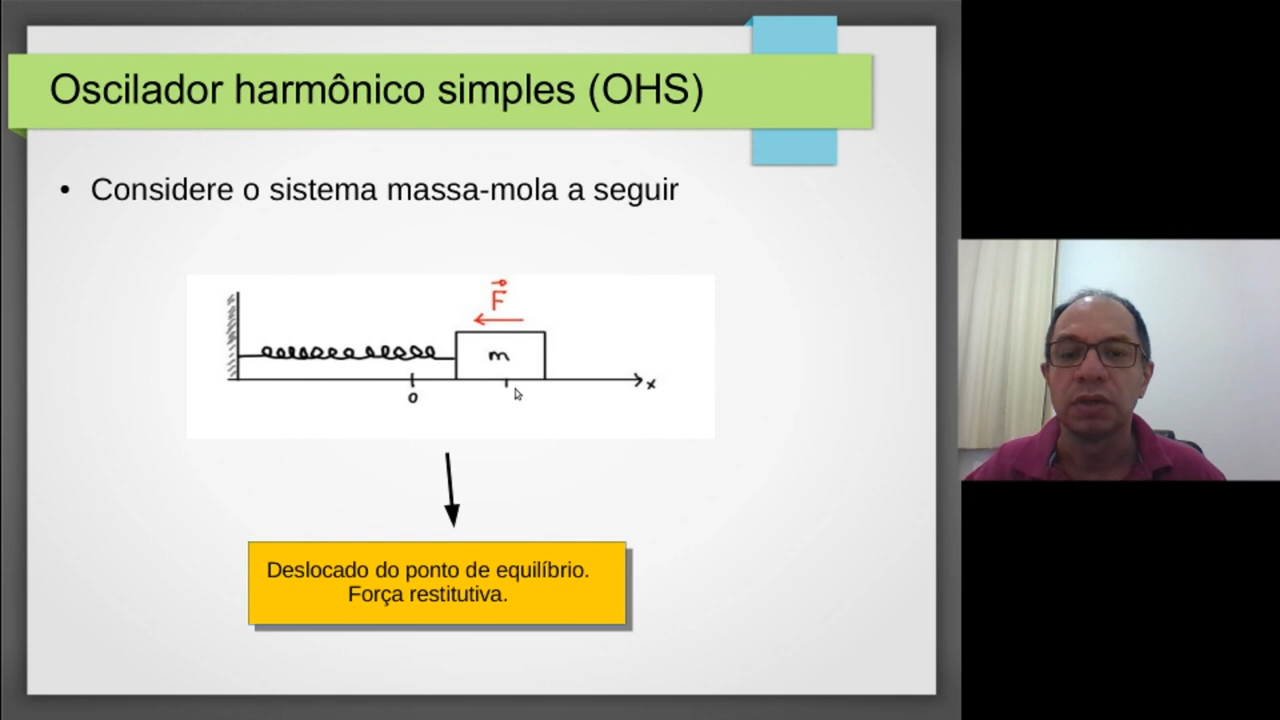 Oscilador harmônico simples (OHS)
• Considere o sistema massa-mola a seguir
F
m
0
x
Deslocado do ponto de equilíbrio.
Força restitutiva.